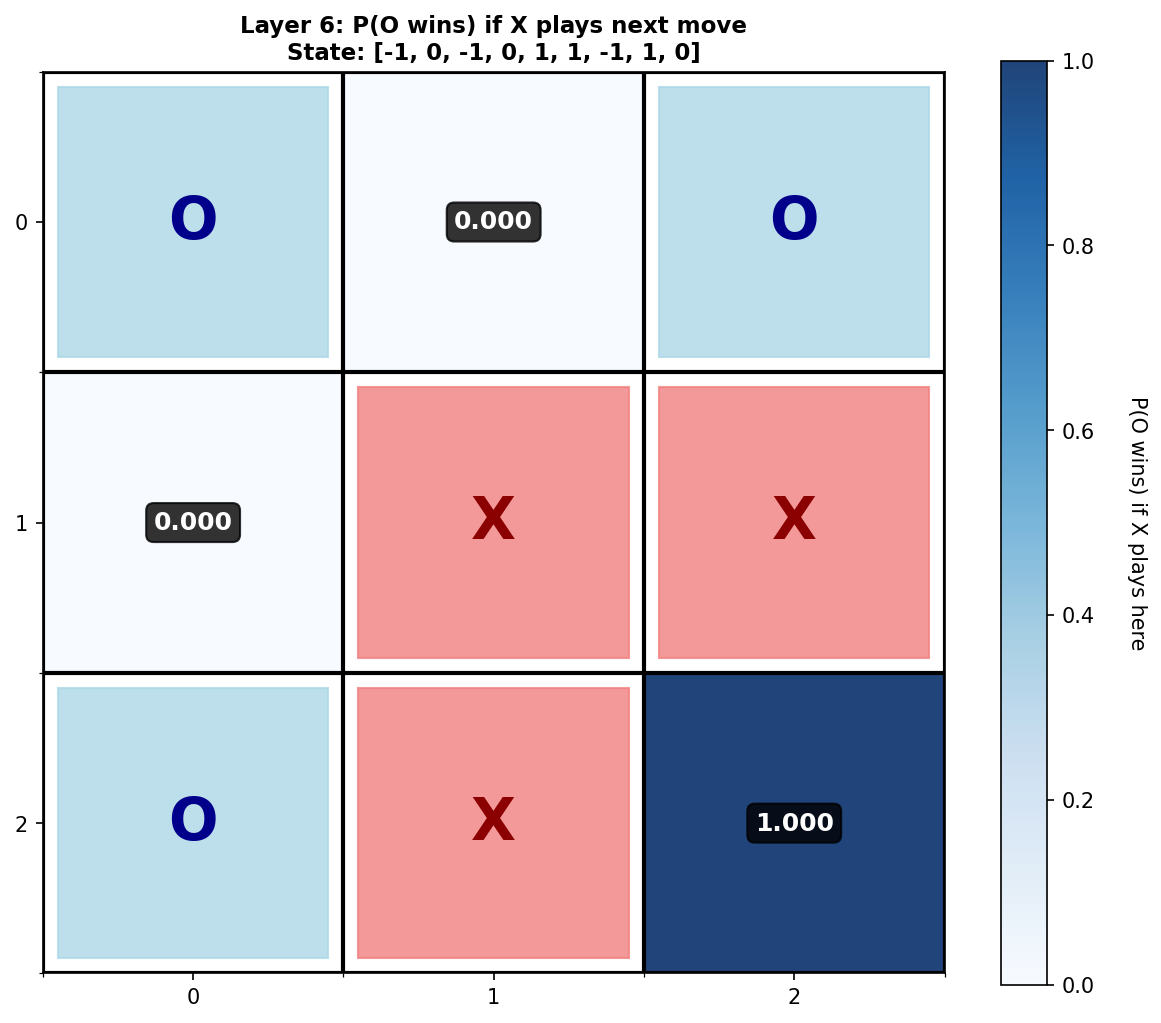 Layer 6: P(O wins) if X plays next move
State: [-1, 0, -1, 0, 1, 1, -1, 1, 0]
O
0.000
O
0
0.000
X
X
1
O
X
1.000
2
0
1
2
1.0
0.8
0.6
0.4
0.2
0.0
P(O wins) if X plays here